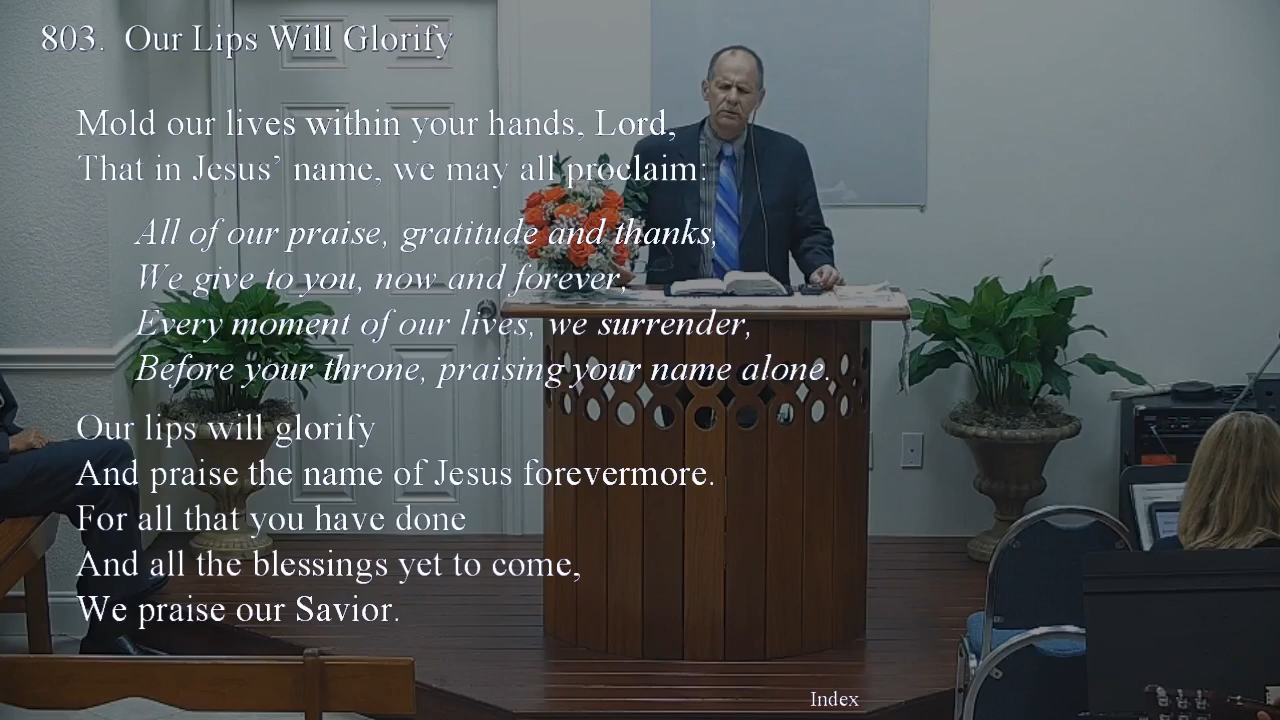 803. Our Lips Will Glorify
Mold our lives within your hands, Lord,
That in Jesus’ name, we may all proclaim:
All of our praise, gratitude and thanks,
We give to you, now and forever,
Every moment of our lives, we surrender,
Before your throne, praising your name alone.
Our lips will glorify
And praise the name of Jesus forevermore.
For all that you have done
And all the blessings yet to come,
We praise our Savior.
Index